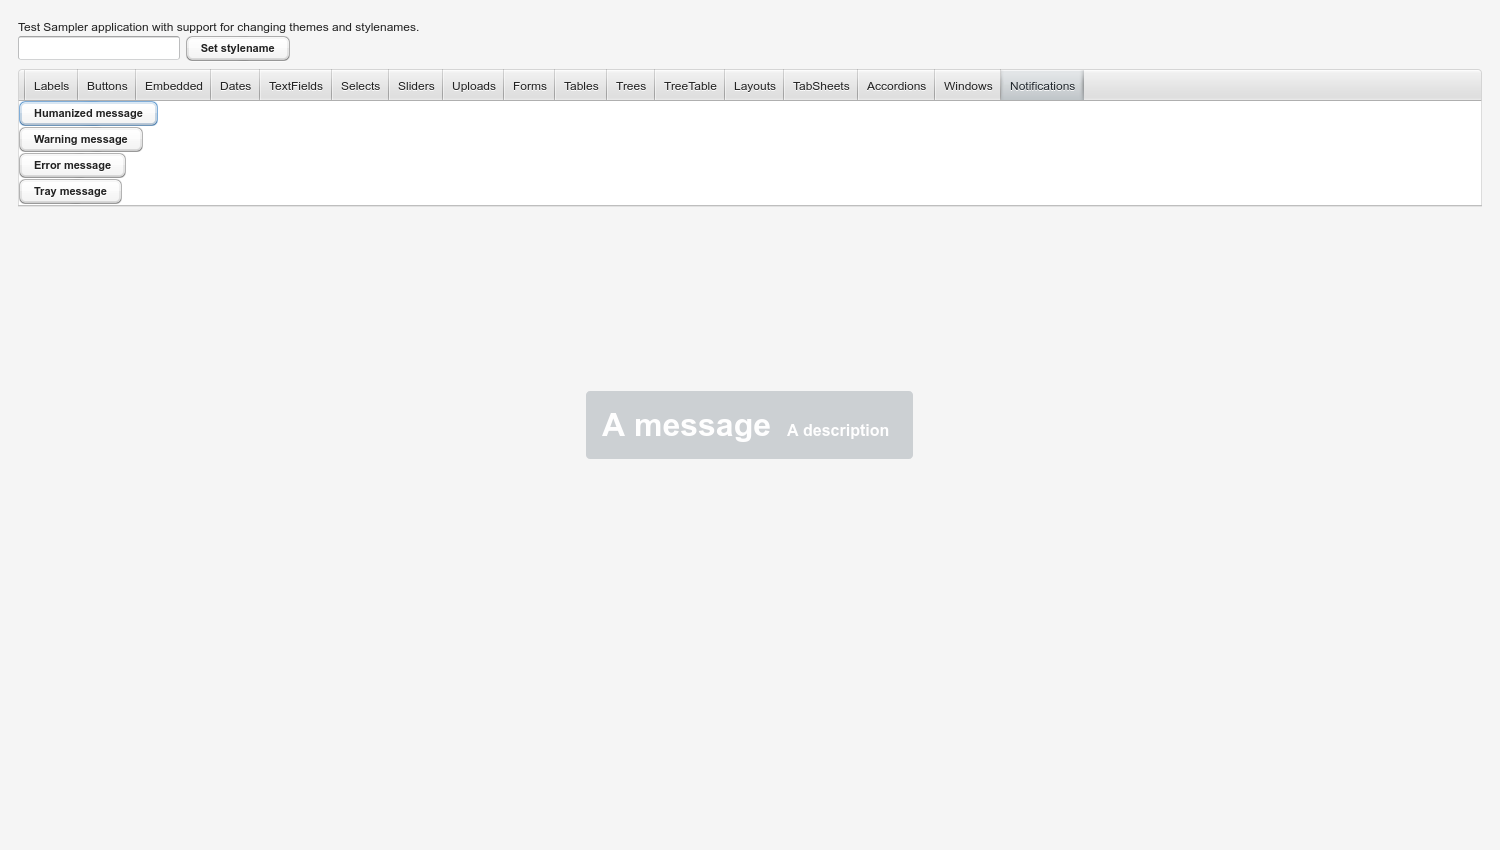 Test Sampler application with support for changing themes and stylenames.
Set stylename
Labels Buttons Embedded Dates TextFields Selects Sliders Uploads Forms Tables Trees TreeTable Layouts TabSheets Accordions Windows Notifications
Humanized message
Warning message
Error message
Tray message
A message A description